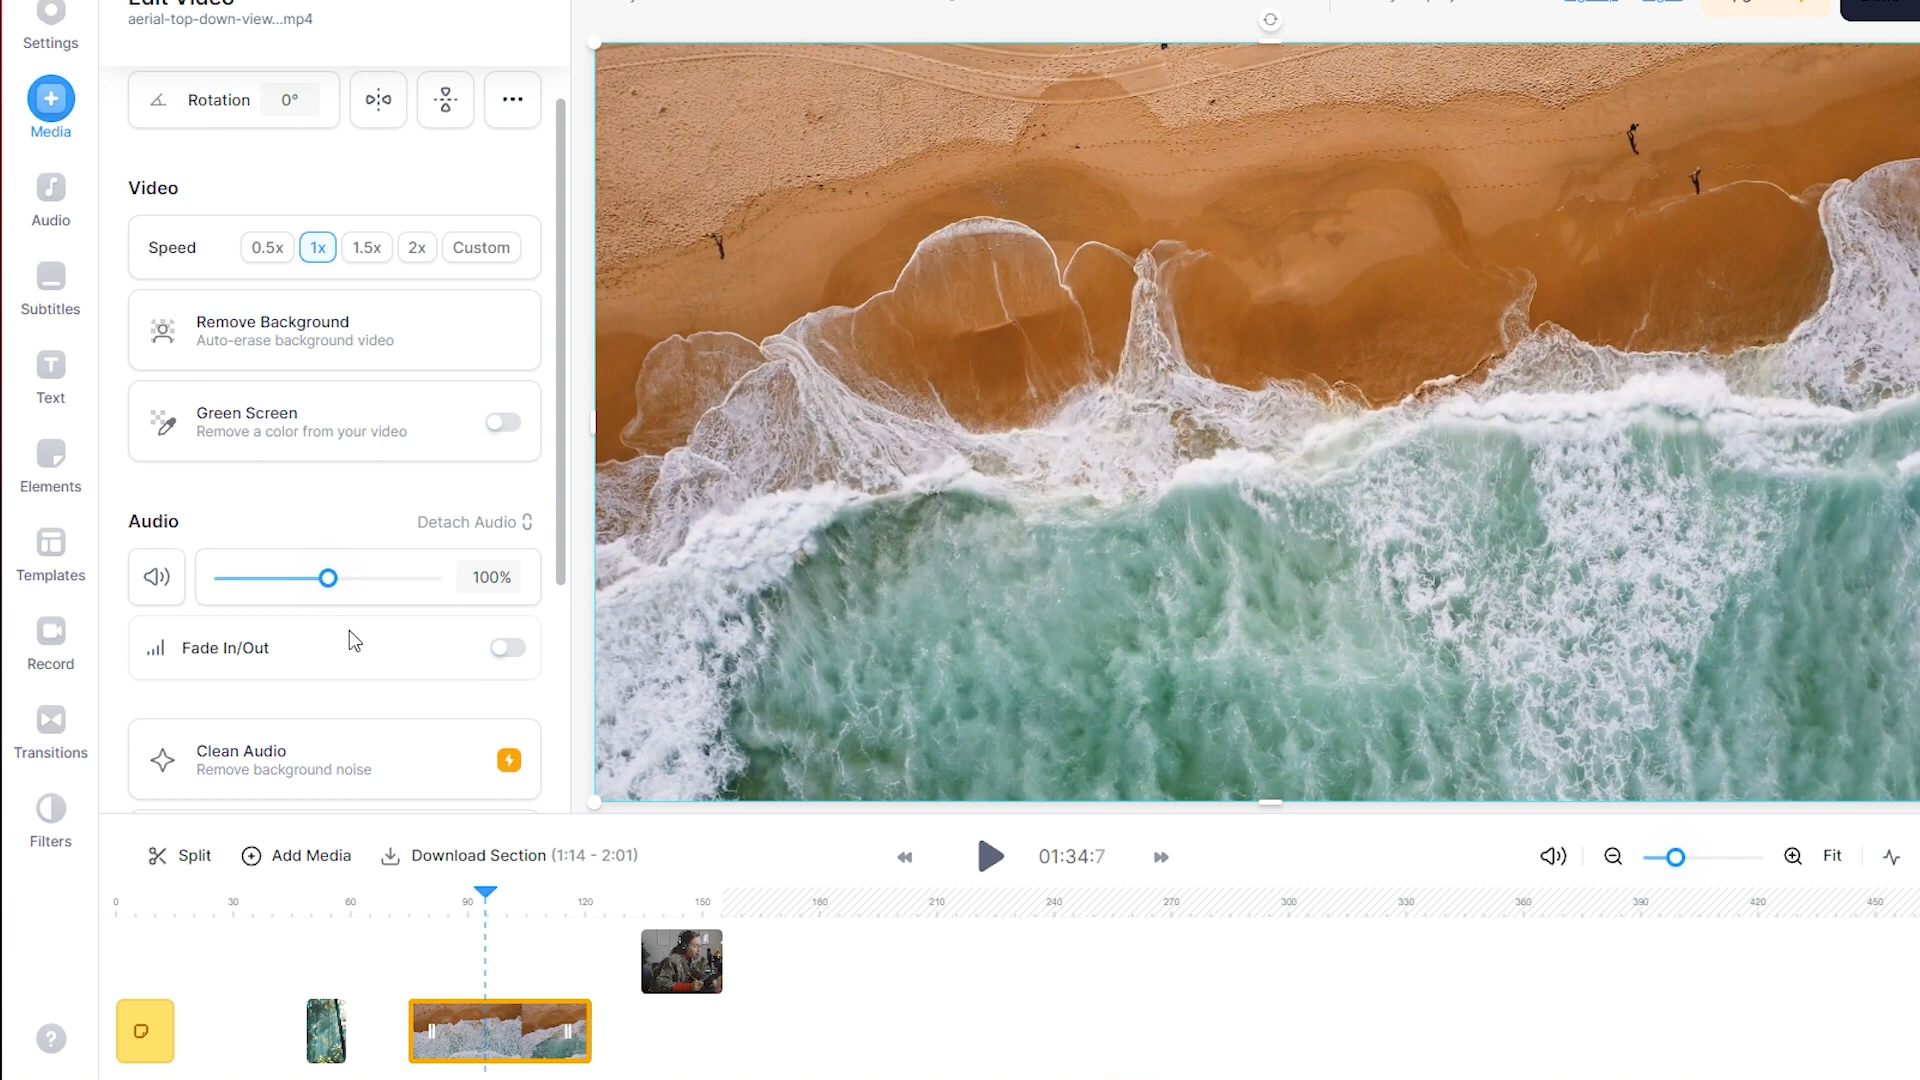 Edit Video
aerial-top-down-view...mp4
Settings
Media
Audio
Subtitles
Text
Elements
Templates
Record
Transitions
Filters
?
Rotation 0°
Video
Speed 0.5x 1x 1.5x 2x Custom
Remove Background
Auto-erase background video
Green Screen
Remove a color from your video
Audio Detach Audio
100%
Fade In/Out
Clean Audio
Remove background noise
Split Add Media Download Section (1:14 - 2:01) 01:34:7 Fit
0 30 60 90 120 150 180 210 240 270 300 330 360 390 420 450